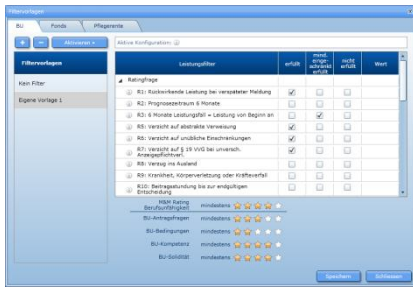 Filtervorlagen
BU Fonds Pflegerente
Aktivieren »
Aktive Konfiguration:
Filtervorlagen
Kein Filter
Eigene Vorlage 1
Leistungsfilter erfüllt mind. einge- schränkt erfüllt nicht erfüllt Wert
Ratingfrage
R1: Rückwirkende Leistung bei verspäteter Meldung
R2: Prognosezeitraum 6 Monate
R3: 6 Monate Leistungsfall = Leistung von Beginn an
R5: Verzicht auf abstrakte Verweisung
R6: Verzicht auf unübliche Einschränkungen
R7: Verzicht auf § 19 VVG bei unversch.
Anzeigepflichtverl.
R8: Verzug ins Ausland
R9: Krankheit, Körperverletzung oder Kräfteverfall
R10: Beitragsstundung bis zur endgültigen
Entscheidung
M&M Rating
Berufsunfähigkeit mindestens
BU-Antragsfragen mindestens
BU-Bedingungen mindestens
BU-Kompetenz mindestens
BU-Solidität mindestens
Speichern Schliessen